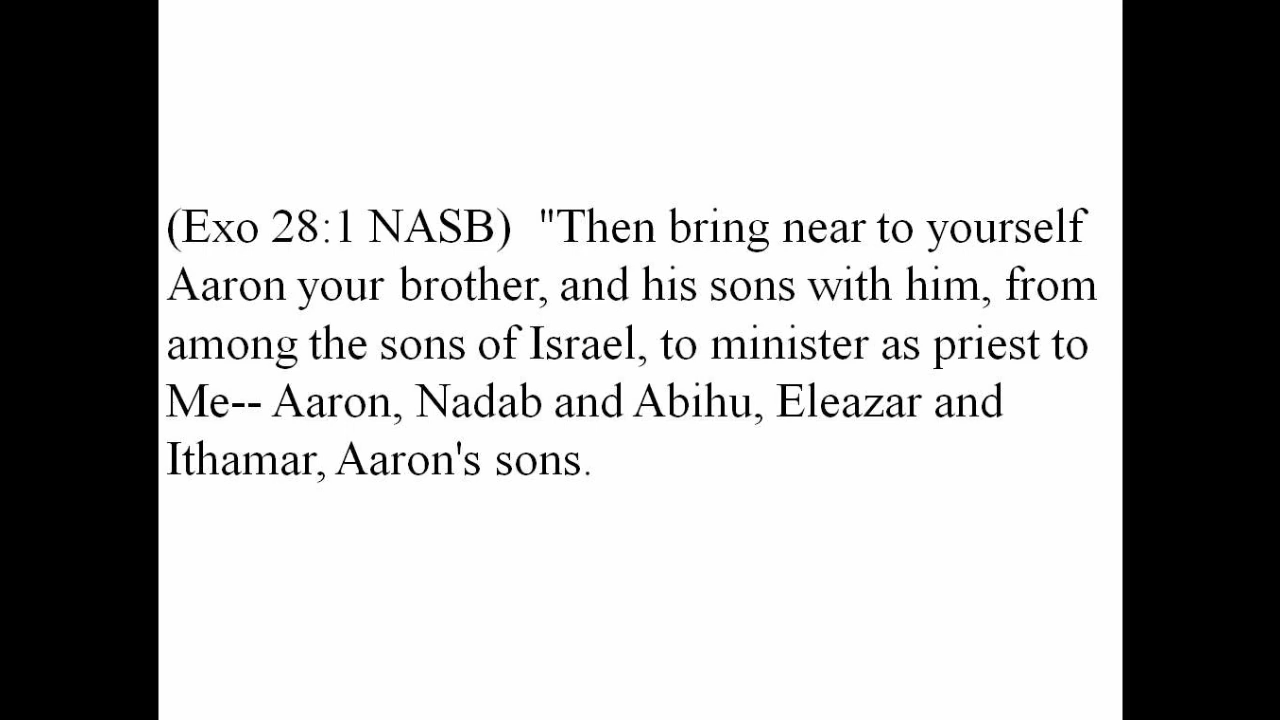 (Exo 28:1 NASB)  "Then bring near to yourself
Aaron your brother, and his sons with him, from
among the sons of Israel, to minister as priest to
Me-- Aaron, Nadab and Abihu, Eleazar and
Ithamar, Aaron's sons.